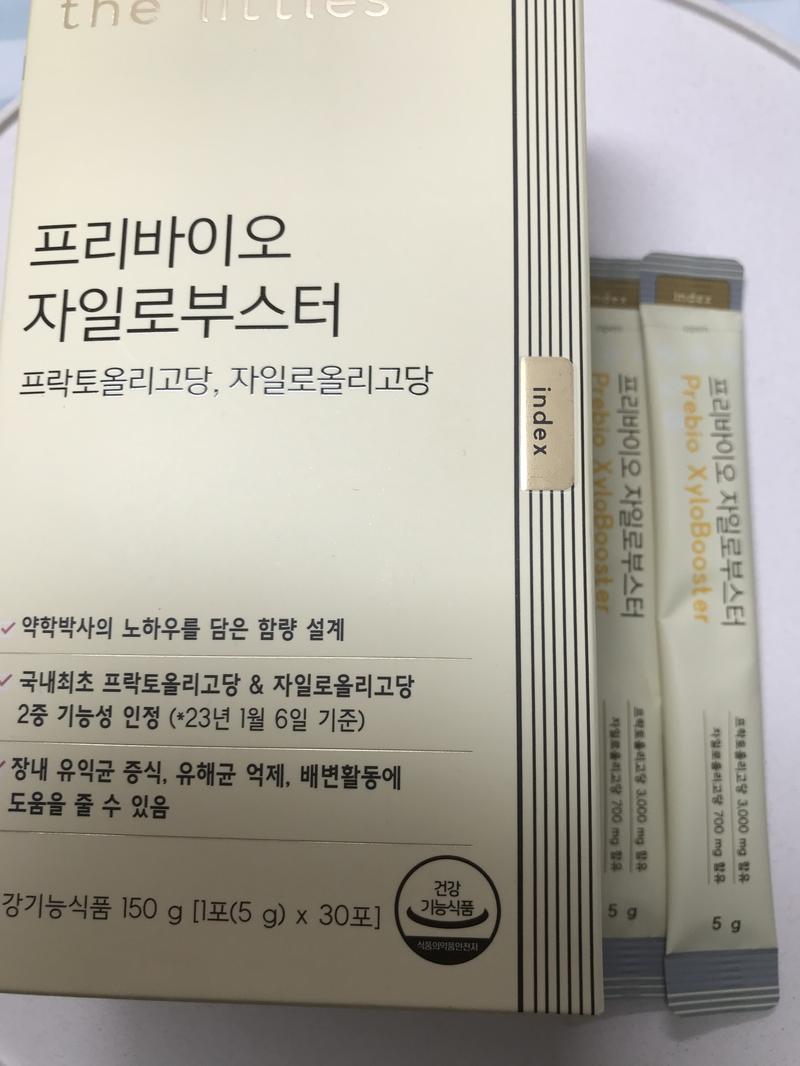 the littles
프리바이오
자일로부스터
프락토올리고당, 자일로올리고당
index
약학박사의 노하우를 담은 함량 설계
국내최초 프락토올리고당 & 자일로올리고당
2중 기능성 인정 (*23년 1월 6일 기준)
장내 유익균 증식, 유해균 억제, 배변활동에
도움을 줄 수 있음
강기능식품 150 g [1포(5 g) x 30포]
건강
기능식품
식품의약품안전처
open
프리바이오 자일로부스터
Prebio XyloBooster
프락토올리고당 3,000 mg 함유
자일로올리고당 700 mg 함유
5 g
index
open
프리바이오 자일로부스터
Prebio XyloBooster
프락토올리고당 3,000 mg 함유
자일로올리고당 700 mg 함유
5 g